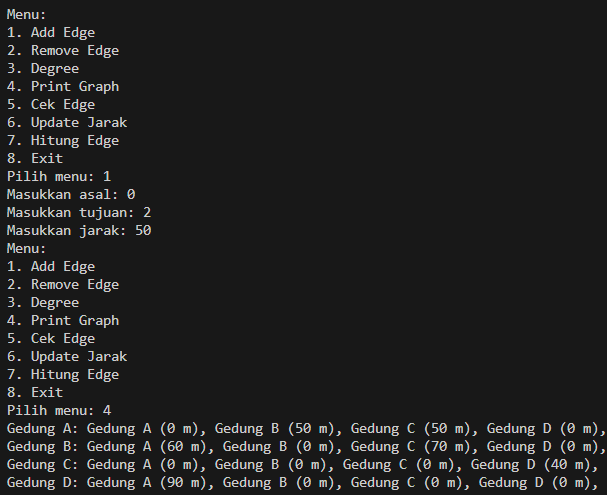 Menu:
1. Add Edge
2. Remove Edge
3. Degree
4. Print Graph
5. Cek Edge
6. Update Jarak
7. Hitung Edge
8. Exit
Pilih menu: 1
Masukkan asal: 0
Masukkan tujuan: 2
Masukkan jarak: 50
Menu:
1. Add Edge
2. Remove Edge
3. Degree
4. Print Graph
5. Cek Edge
6. Update Jarak
7. Hitung Edge
8. Exit
Pilih menu: 4
Gedung A: Gedung A (0 m), Gedung B (50 m), Gedung C (50 m), Gedung D (0 m),
Gedung B: Gedung A (60 m), Gedung B (0 m), Gedung C (70 m), Gedung D (0 m),
Gedung C: Gedung A (0 m), Gedung B (0 m), Gedung C (0 m), Gedung D (40 m),
Gedung D: Gedung A (90 m), Gedung B (0 m), Gedung C (0 m), Gedung D (0 m),